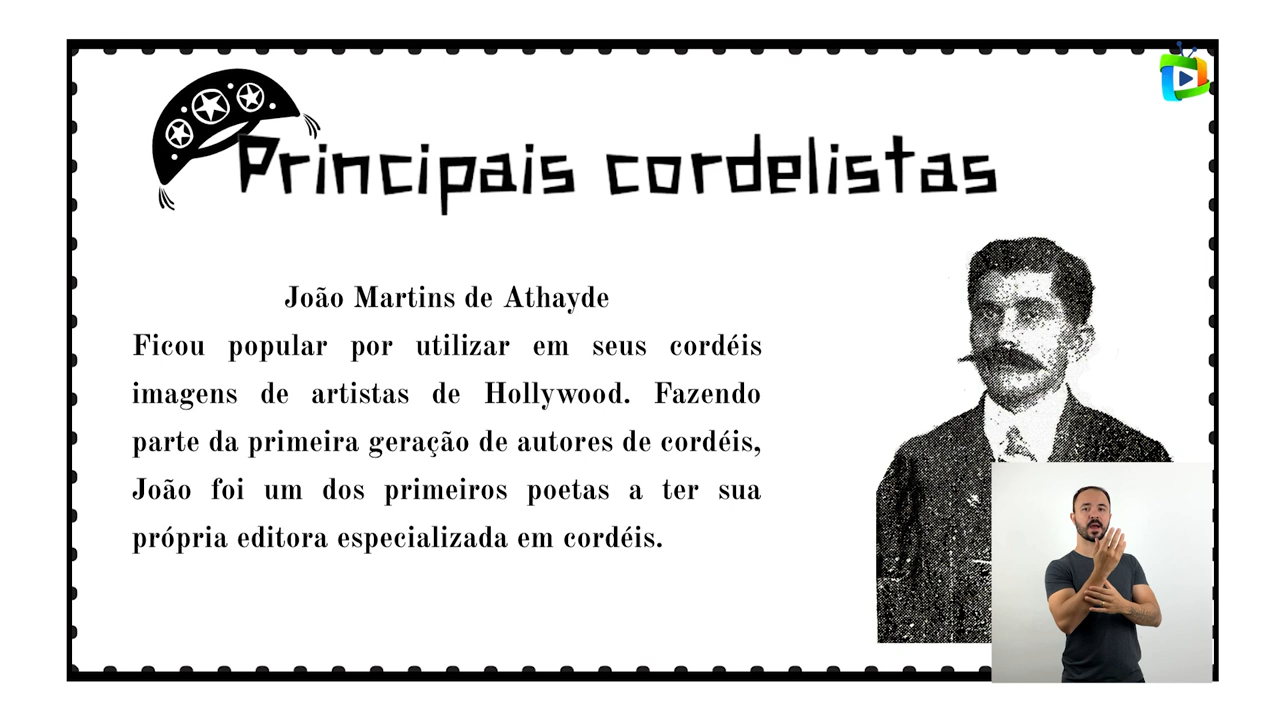 Principais cordelistas
João Martins de Athayde
Ficou popular por utilizar em seus cordéis
imagens de artistas de Hollywood. Fazendo
parte da primeira geração de autores de cordéis,
João foi um dos primeiros poetas a ter sua
própria editora especializada em cordéis.